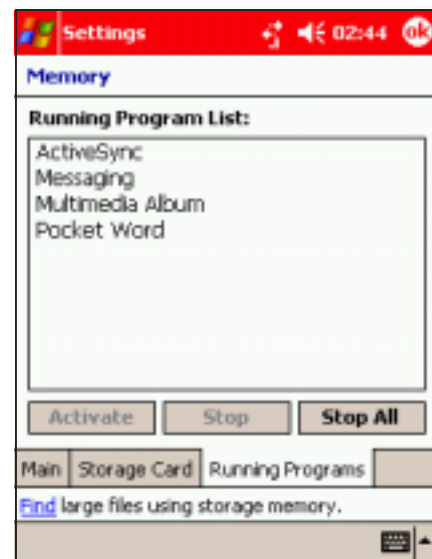 Settings 02:44 ok
Memory
Running Program List:
ActiveSync
Messaging
Multimedia Album
Pocket Word
Activate Stop Stop All
Main Storage Card Running Programs
Find large files using storage memory.